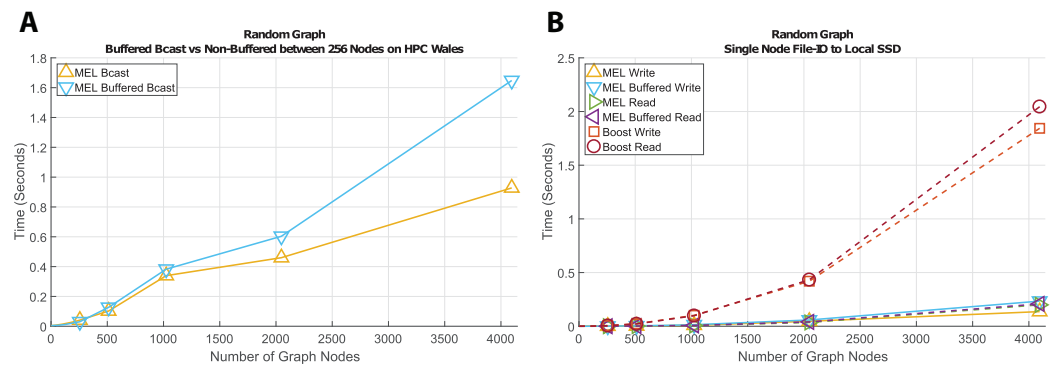 A
Random Graph
Buffered Bcast vs Non-Buffered between 256 Nodes on HPC Wales
1.8
1.6
1.4
1.2
1
0.8
0.6
0.4
0.2
0
MEL Bcast
MEL Buffered Bcast
Time (Seconds)
0 500 1000 1500 2000 2500 3000 3500 4000
Number of Graph Nodes
B
Random Graph
Single Node File-IO to Local SSD
2.5
2
1.5
1
0.5
0
MEL Write
MEL Buffered Write
MEL Read
MEL Buffered Read
Boost Write
Boost Read
Time (Seconds)
0 500 1000 1500 2000 2500 3000 3500 4000
Number of Graph Nodes